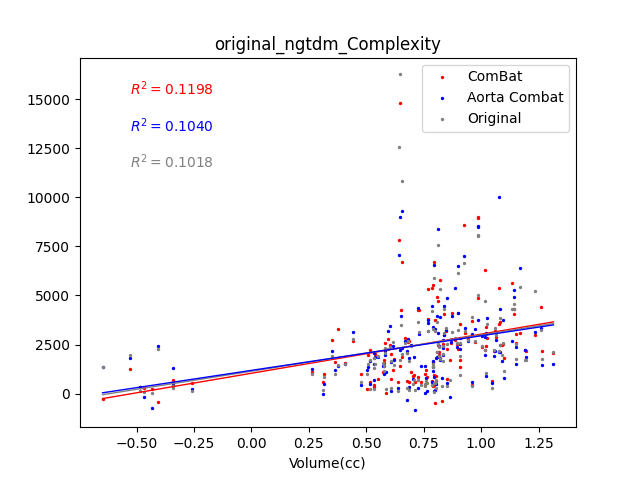 original_ngtdm_Complexity
R² = 0.1198
R² = 0.1040
R² = 0.1018
ComBat
Aorta Combat
Original
15000
12500
10000
7500
5000
2500
0
−0.50 −0.25 0.00 0.25 0.50 0.75 1.00 1.25
Volume(cc)